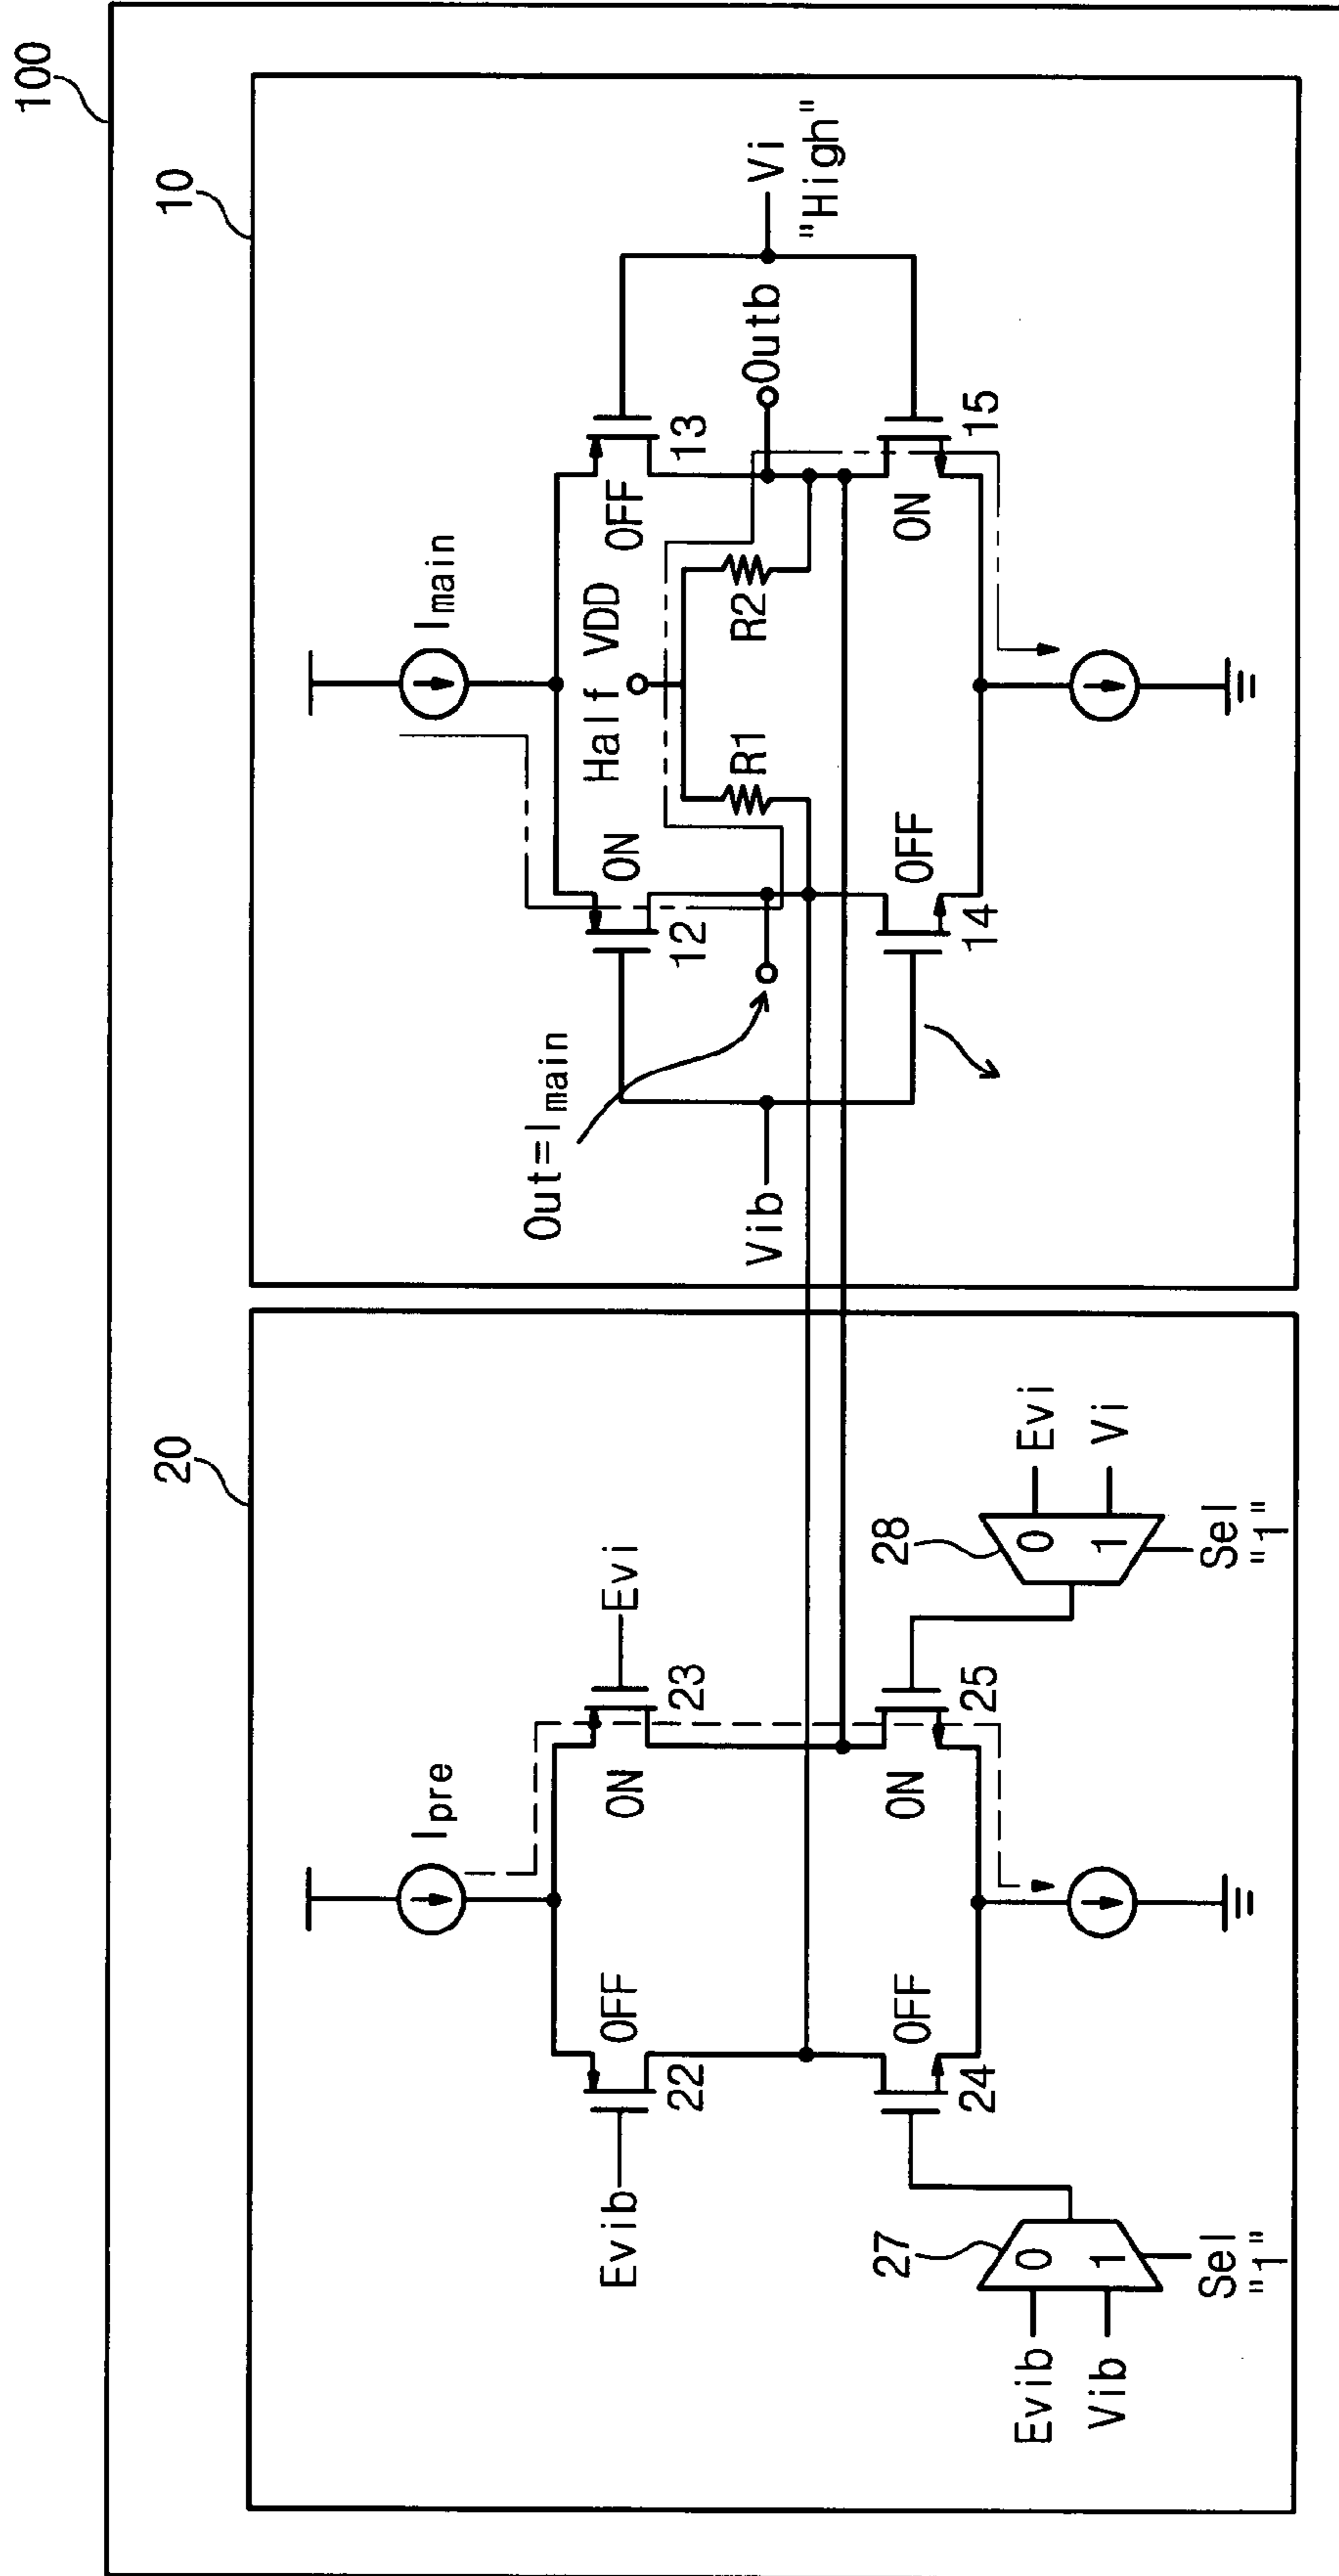 100
20
10
Ipre
Imain
Evib
22
OFF
ON
23
Evi
12
ON
Half VDD
OFF
13
R1
R2
Out=Imain
Vib
Outb
Vi
"High"
24
OFF
ON
25
14
OFF
ON
15
27
Evib
Vib
0
1
Sel
"1"
28
0
1
Evi
Vi
Sel
"1"